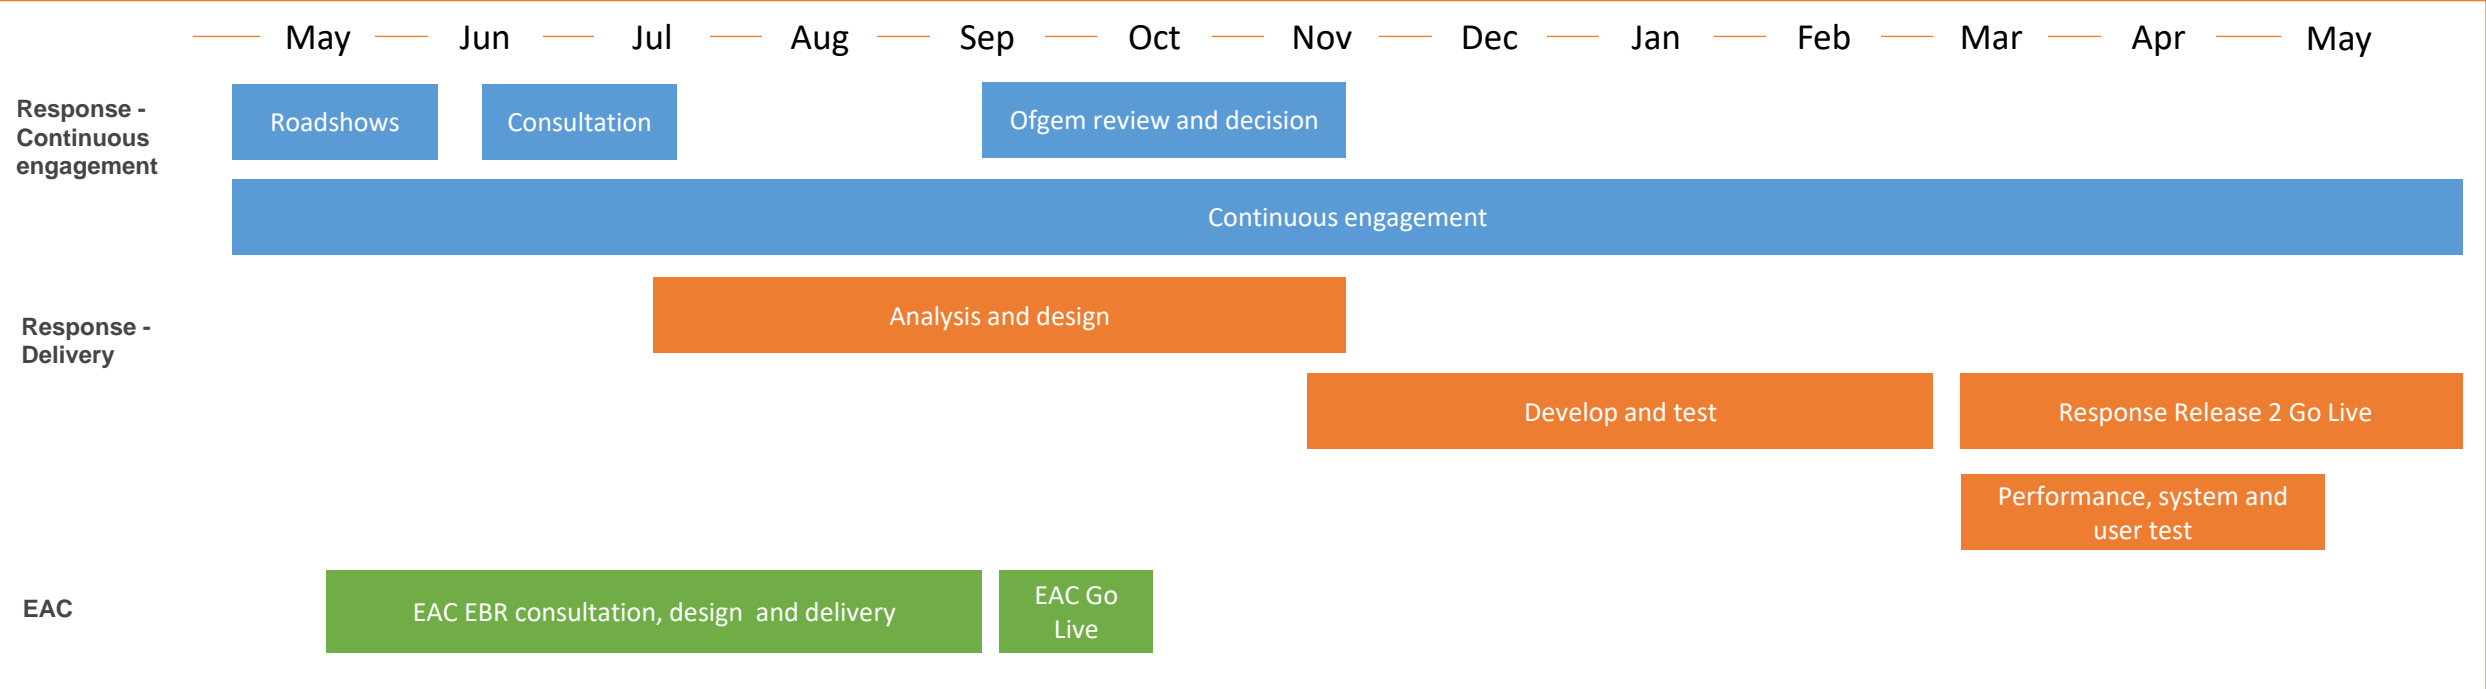 May Jun Jul Aug Sep Oct Nov Dec Jan Feb Mar Apr May
Response -
Continuous
engagement
Roadshows
Consultation
Ofgem review and decision
Continuous engagement
Response -
Delivery
Analysis and design
Develop and test
Response Release 2 Go Live
Performance, system and
user test
EAC
EAC EBR consultation, design  and delivery
EAC Go
Live